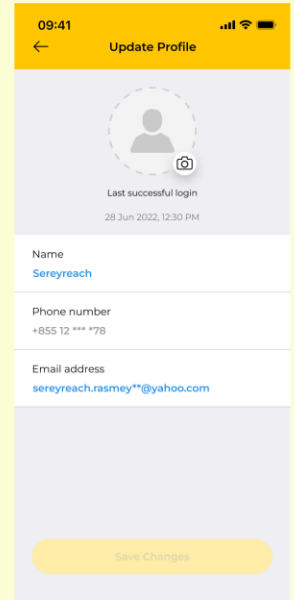 09:41
Update Profile
Last successful login
28 Jun 2022, 12:30 PM
Name
Sereyreach
Phone number
+855 12 *** *78
Email address
sereyreach.rasmey**@yahoo.com
Save Changes